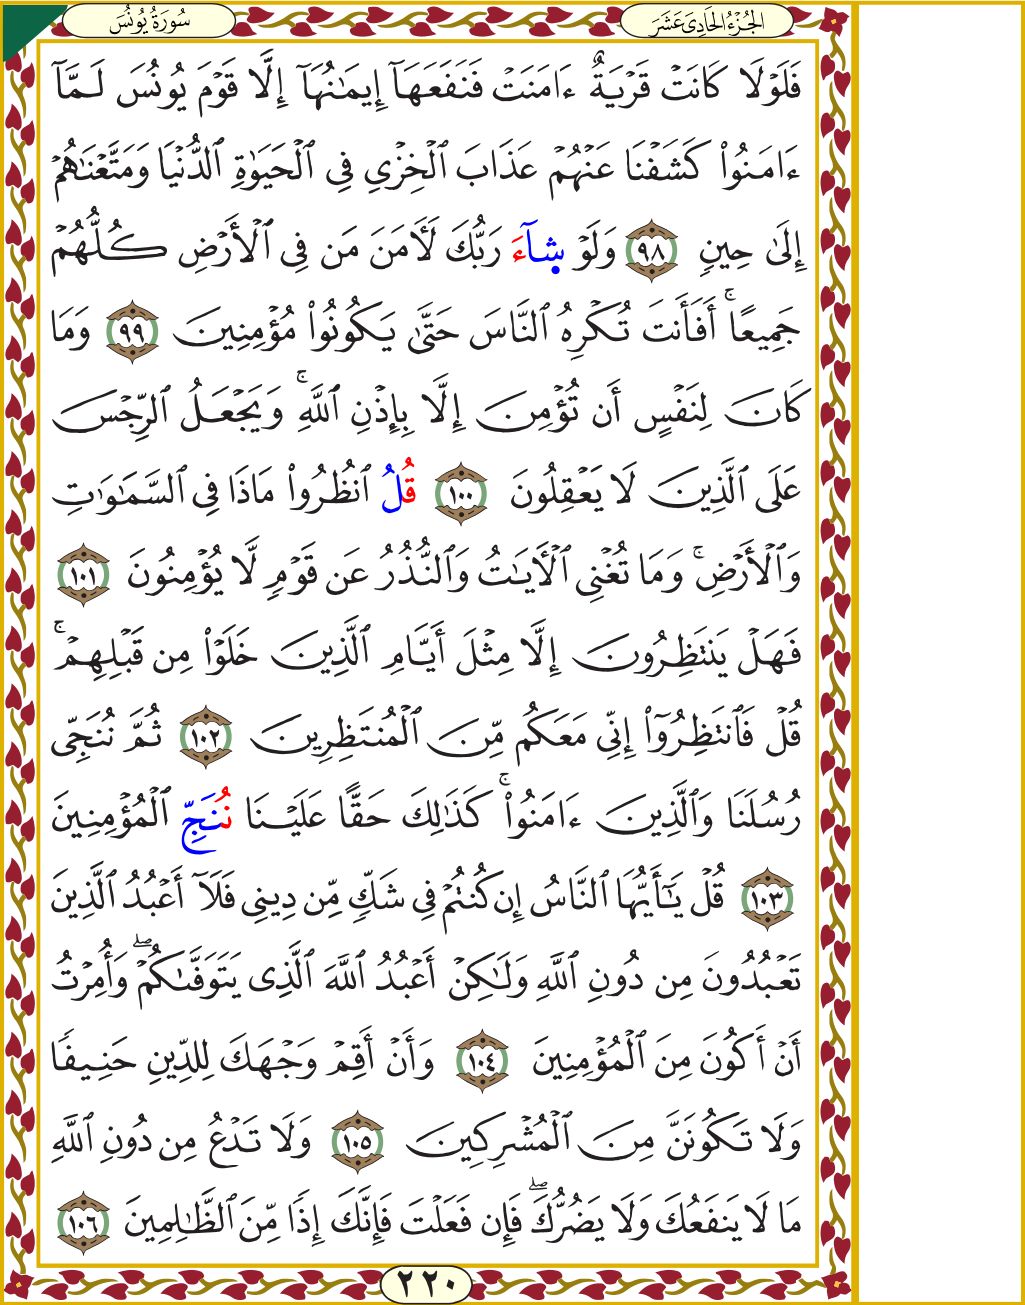 الجُزْءُ الحَادِى عَشَرَ
سُورَةُ يُونُسَ
فَلَوْلَا كَانَتْ قَرْيَةٌ ءَامَنَتْ فَنَفَعَهَآ إِيمَٰنُهَآ إِلَّا قَوْمَ يُونُسَ لَمَّآ
ءَامَنُوا۟ كَشَفْنَا عَنْهُمْ عَذَابَ ٱلْخِزْىِ فِى ٱلْحَيَوٰةِ ٱلدُّنْيَا وَمَتَّعْنَٰهُمْ
إِلَىٰ حِينٍ ٩٨ وَلَوْ شِآءَ رَبُّكَ لَأٓمَنَ مَن فِى ٱلْأَرْضِ كُلُّهُمْ
جَمِيعًا ۚ أَفَأَنتَ تُكْرِهُ ٱلنَّاسَ حَتَّىٰ يَكُونُوا۟ مُؤْمِنِينَ ٩٩ وَمَا
كَانَ لِنَفْسٍ أَن تُؤْمِنَ إِلَّا بِإِذْنِ ٱللَّهِ ۚ وَيَجْعَلُ ٱلرِّجْسَ
عَلَى ٱلَّذِينَ لَا يَعْقِلُونَ ١٠٠ قُلُ ٱنظُرُوا۟ مَاذَا فِى ٱلسَّمَٰوَٰتِ
وَٱلْأَرْضِ ۚ وَمَا تُغْنِى ٱلْأَيَٰتُ وَٱلنُّذُرُ عَن قَوْمٍ لَّا يُؤْمِنُونَ ١٠١
فَهَلْ يَنتَظِرُونَ إِلَّا مِثْلَ أَيَّامِ ٱلَّذِينَ خَلَوْا۟ مِن قَبْلِهِمْ ۚ
قُلْ فَٱنتَظِرُوٓا۟ إِنِّى مَعَكُم مِّنَ ٱلْمُنتَظِرِينَ ١٠٢ ثُمَّ نُنَجِّى
رُسُلَنَا وَٱلَّذِينَ ءَامَنُوا۟ ۚ كَذَٰلِكَ حَقًّا عَلَيْنَا نُنَجِّ ٱلْمُؤْمِنِينَ
١٠٣ قُلْ يَٰٓأَيُّهَا ٱلنَّاسُ إِن كُنتُمْ فِى شَكٍّ مِّن دِينِى فَلَآ أَعْبُدُ ٱلَّذِينَ
تَعْبُدُونَ مِن دُونِ ٱللَّهِ وَلَٰكِنْ أَعْبُدُ ٱللَّهَ ٱلَّذِى يَتَوَفَّىٰكُمْ ۖ وَأُمِرْتُ
أَنْ أَكُونَ مِنَ ٱلْمُؤْمِنِينَ ١٠٤ وَأَنْ أَقِمْ وَجْهَكَ لِلدِّينِ حَنِيفًا
وَلَا تَكُونَنَّ مِنَ ٱلْمُشْرِكِينَ ١٠٥ وَلَا تَدْعُ مِن دُونِ ٱللَّهِ
مَا لَا يَنفَعُكَ وَلَا يَضُرُّكَ ۖ فَإِن فَعَلْتَ فَإِنَّكَ إِذًا مِّنَ ٱلظَّٰلِمِينَ ١٠٦
٢٢٠